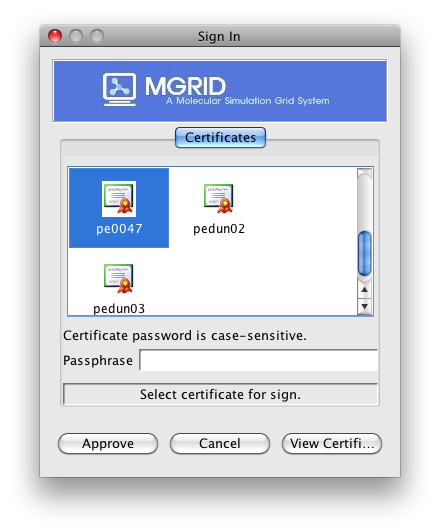 Sign In
MGRID
A Molecular Simulation Grid System
Certificates
pe0047
pedun02
pedun03
Certificate password is case-sensitive.
Passphrase
Select certificate for sign.
Approve
Cancel
View Certifi...